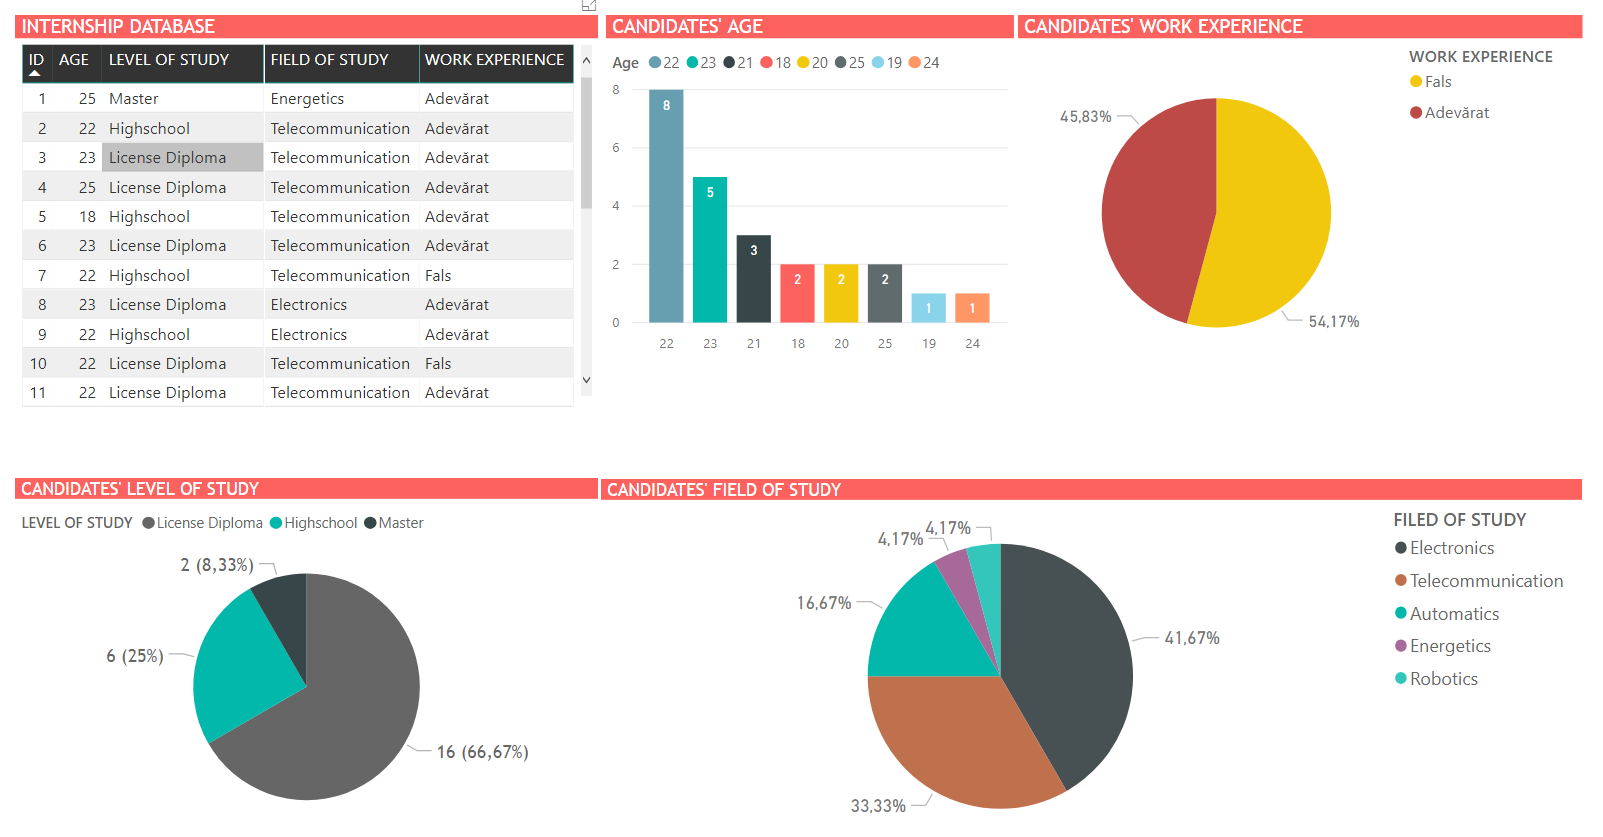 INTERNSHIP DATABASE
ID AGE LEVEL OF STUDY FIELD OF STUDY WORK EXPERIENCE
1 25 Master Energetics Adevărat
2 22 Highschool Telecommunication Adevărat
3 23 License Diploma Telecommunication Adevărat
4 25 License Diploma Telecommunication Adevărat
5 18 Highschool Telecommunication Adevărat
6 23 License Diploma Telecommunication Adevărat
7 22 Highschool Telecommunication Fals
8 23 License Diploma Electronics Adevărat
9 22 Highschool Electronics Adevărat
10 22 License Diploma Telecommunication Fals
11 22 License Diploma Telecommunication Adevărat
CANDIDATES' AGE
Age 22 23 21 18 20 25 19 24
8
6
4
2
0
8
5
3
2
2
2
1
1
22 23 21 18 20 25 19 24
CANDIDATES' WORK EXPERIENCE
WORK EXPERIENCE
Fals
Adevărat
45,83%
54,17%
CANDIDATES' LEVEL OF STUDY
LEVEL OF STUDY License Diploma Highschool Master
2 (8,33%)
6 (25%)
16 (66,67%)
CANDIDATES' FIELD OF STUDY
FILED OF STUDY
Electronics
Telecommunication
Automatics
Energetics
Robotics
4,17%
4,17%
16,67%
41,67%
33,33%